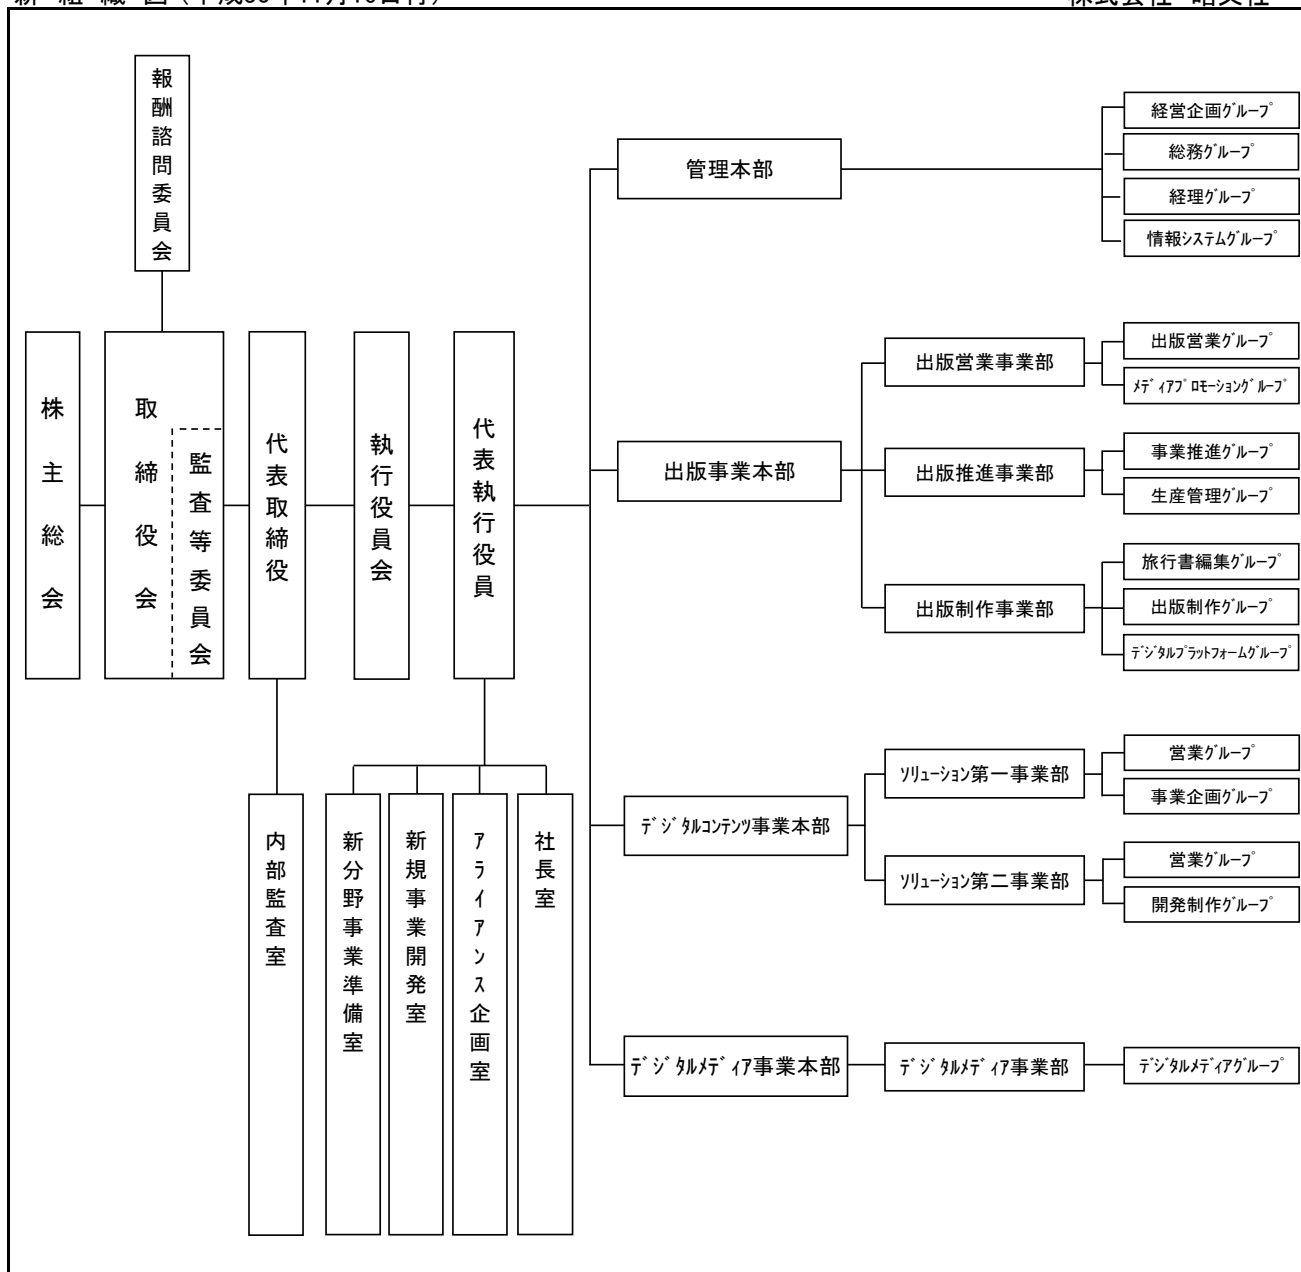 報酬諮問委員会
株主総会
取締役会
監査等委員会
代表取締役
執行役員会
代表執行役員
内部監査室
新分野事業準備室
新規事業開発室
アライアンス企画室
社長室
管理本部
経営企画グループ
総務グループ
経理グループ
情報システムグループ
出版事業本部
出版営業事業部
出版営業グループ
メディアプロモーショングループ
出版推進事業部
事業推進グループ
生産管理グループ
出版制作事業部
旅行書編集グループ
出版制作グループ
デジタルプラットフォームグループ
デジタルコンテンツ事業本部
ソリューション第一事業部
営業グループ
事業企画グループ
ソリューション第二事業部
営業グループ
開発制作グループ
デジタルメディア事業本部
デジタルメディア事業部
デジタルメディアグループ